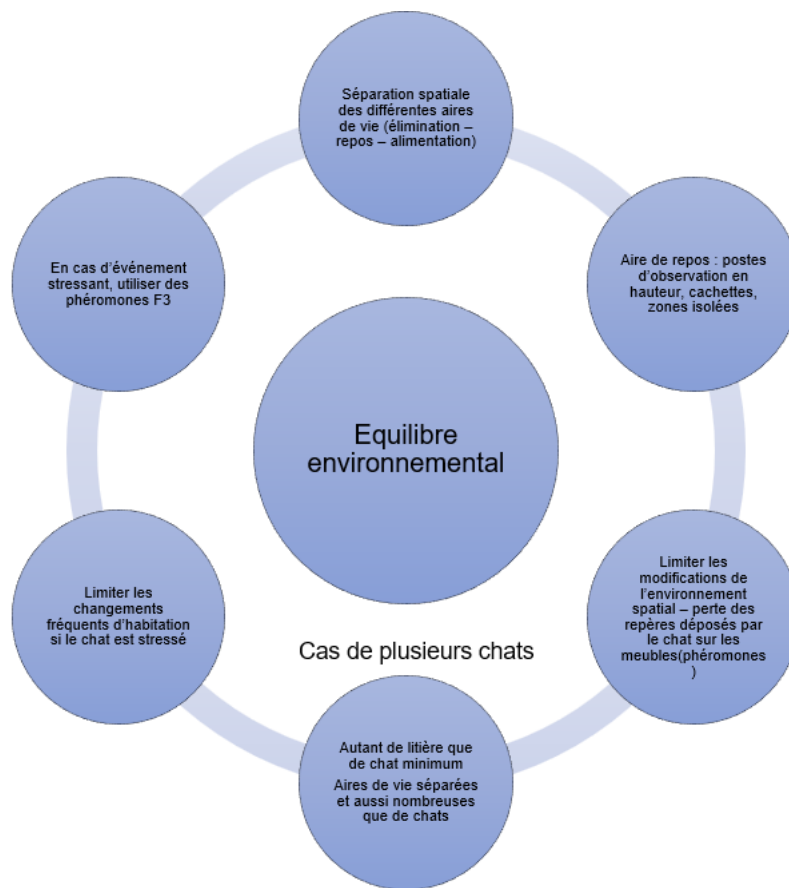 Séparation spatiale
des différentes aires
de vie (élimination –
repos – alimentation)
Aire de repos : postes
d'observation en
hauteur, cachettes,
zones isolées
Limiter les
modifications de
l'environnement
spatial – perte des
repères déposés par
le chat sur les
meubles(phéromones
)
Cas de plusieurs chats
Autant de litière que
de chat minimum
Aires de vie séparées
et aussi nombreuses
que de chats
Limiter les
changements
fréquents d'habitation
si le chat est stressé
En cas d'événement
stressant, utiliser des
phéromones F3
Equilibre
environnemental